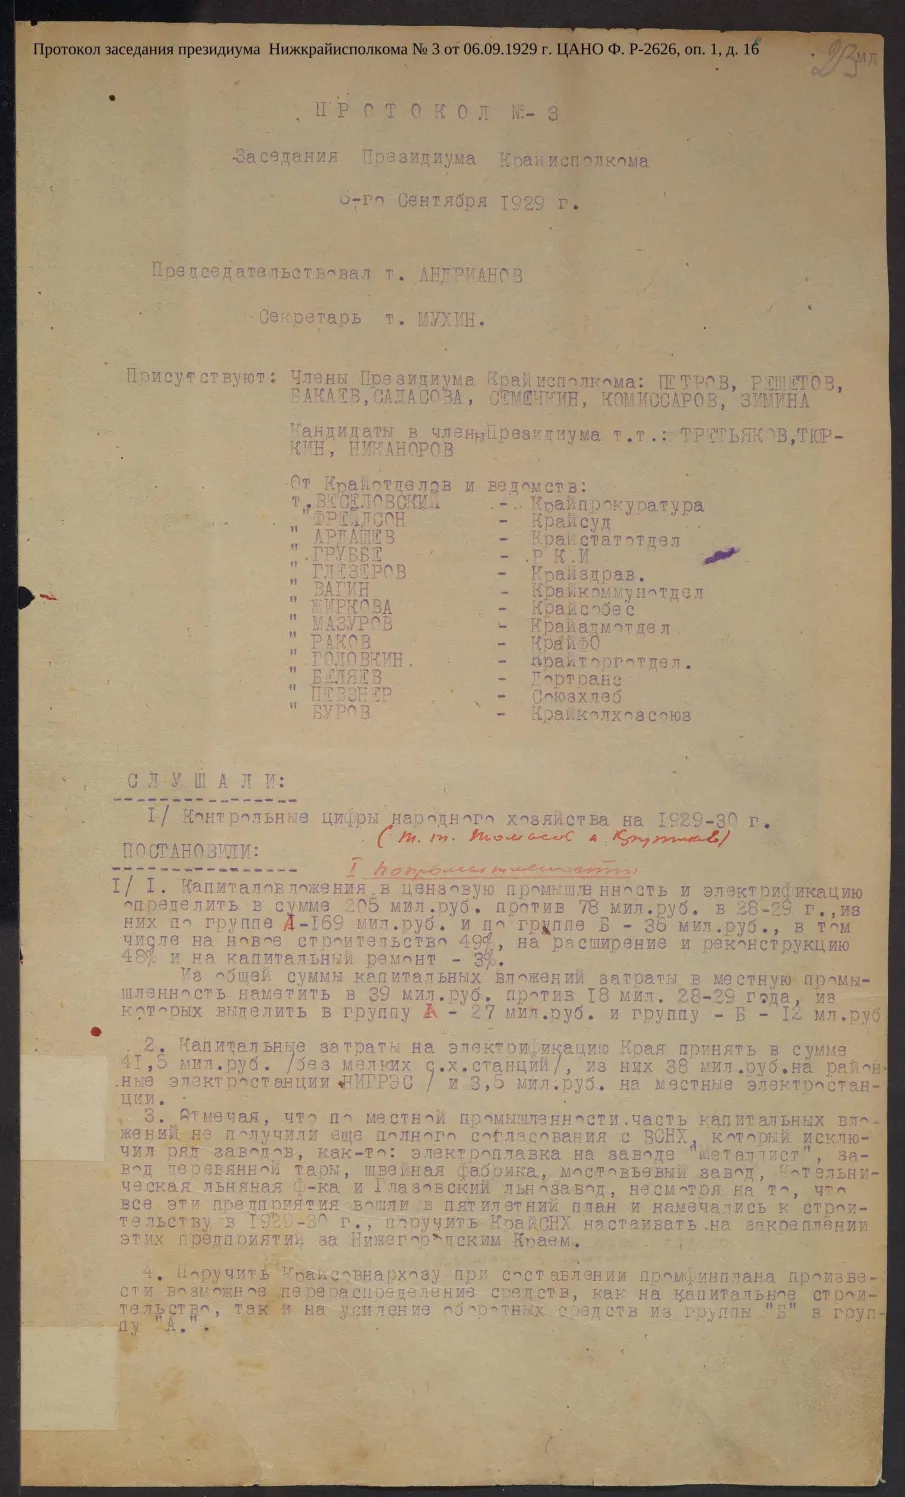 Протокол заседания президиума Нижкрайисполкома № 3 от 06.09.1929 г. ЦАНО Ф. Р-2626, оп. 1, д. 16
23
П Р О Т О К О Л №- 3
Заседания Президиума Крайисполкома
6-го Сентября 1929 г.
Председательствовал т. АНДРИАНОВ
Секретарь т. МУХИН.
Присутствуют: Члены Президиума Крайисполкома: ПЕТРОВ, РЕШЕТОВ,
БАКАЕВ, САЛАСОВА, СЕМЕЧКИН, КОМИССАРОВ, ЗИМИНА
Кандидаты в члены Президиума т.т.: ТРЕТЬЯКОВ, ТЮР-
КИН, НИКАНОРОВ
От Крайотделов и ведомств:
т. ВЕСЕЛОВСКИЙ - Крайпрокуратура
" ФРЕЙДСОН - Крайсуд
" АРДАШЕВ - Крайстатотдел
" ГРУББЕ - Р К И
" ГЛЕЗЕРОВ - Крайздрав.
" ВАГИН - Крайкоммунотдел
" ЖИРКОВА - Крайсобес
" МАЗУРОВ - Крайадмотдел
" РАКОВ - КрайФО
" ГОЛОВКИН. - Крайторготдел.
" БЕЛЯЕВ - Дортранс
" ПЕВЗНЕР - Союзхлеб
" БУРОВ - Крайколхозсоюз
С Л У Ш А Л И:
I/ Контрольные цифры народного хозяйства на 1929-30 г.
(т. т.
ПОСТАНОВИЛИ:
I По промышленности
I/ I. Капиталовложения в цензовую промышленность и электрификацию
определить в сумме 205 мил.руб. против 78 мил.руб. в 28-29 г., из
них по группе А -169 мил.руб. и по группе Б - 36 мил.руб., в том
числе на новое строительство 49%, на расширение и реконструкцию
48% и на капитальный ремонт - 3%.
Из общей суммы капитальных вложений затраты в местную промы-
шленность наметить в 39 мил.руб. против 18 мил. 28-29 года, из
которых выделить в группу А - 27 мил.руб. и группу - Б - 12 мл.руб
2. Капитальные затраты на электрификацию Края принять в сумме
41,5 мил.руб. /без мелких с.х.станций/, из них 38 мил.руб.на район-
ные электростанции НИГРЭС / и 3,5 мил.руб. на местные электростан-
ции.
3. Отмечая, что по местной промышленности часть капитальных вло-
жений не получили еще полного согласования с ВСНХ, который исклю-
чил ряд заводов, как-то: электроплавка на заводе "Металлист", за-
вод деревянной тары, швейная фабрика, мостовьевый завод, Котельни-
ческая льняная ф-ка и Глазовский льнозавод, несмотря на то, что
все эти предприятия вошли в пятилетний план и намечались к строи-
тельству в 1929-30 г., поручить КрайСНХ настаивать на закреплении
этих предприятий за Нижегородским Краем.
4. Поручить Крайсовнархозу при составлении промфинплана произве-
сти возможное перераспределение средств, как на капитальное строи-
тельство, так и на усиление оборотных средств из группы "Б" в груп-
пу "А.".